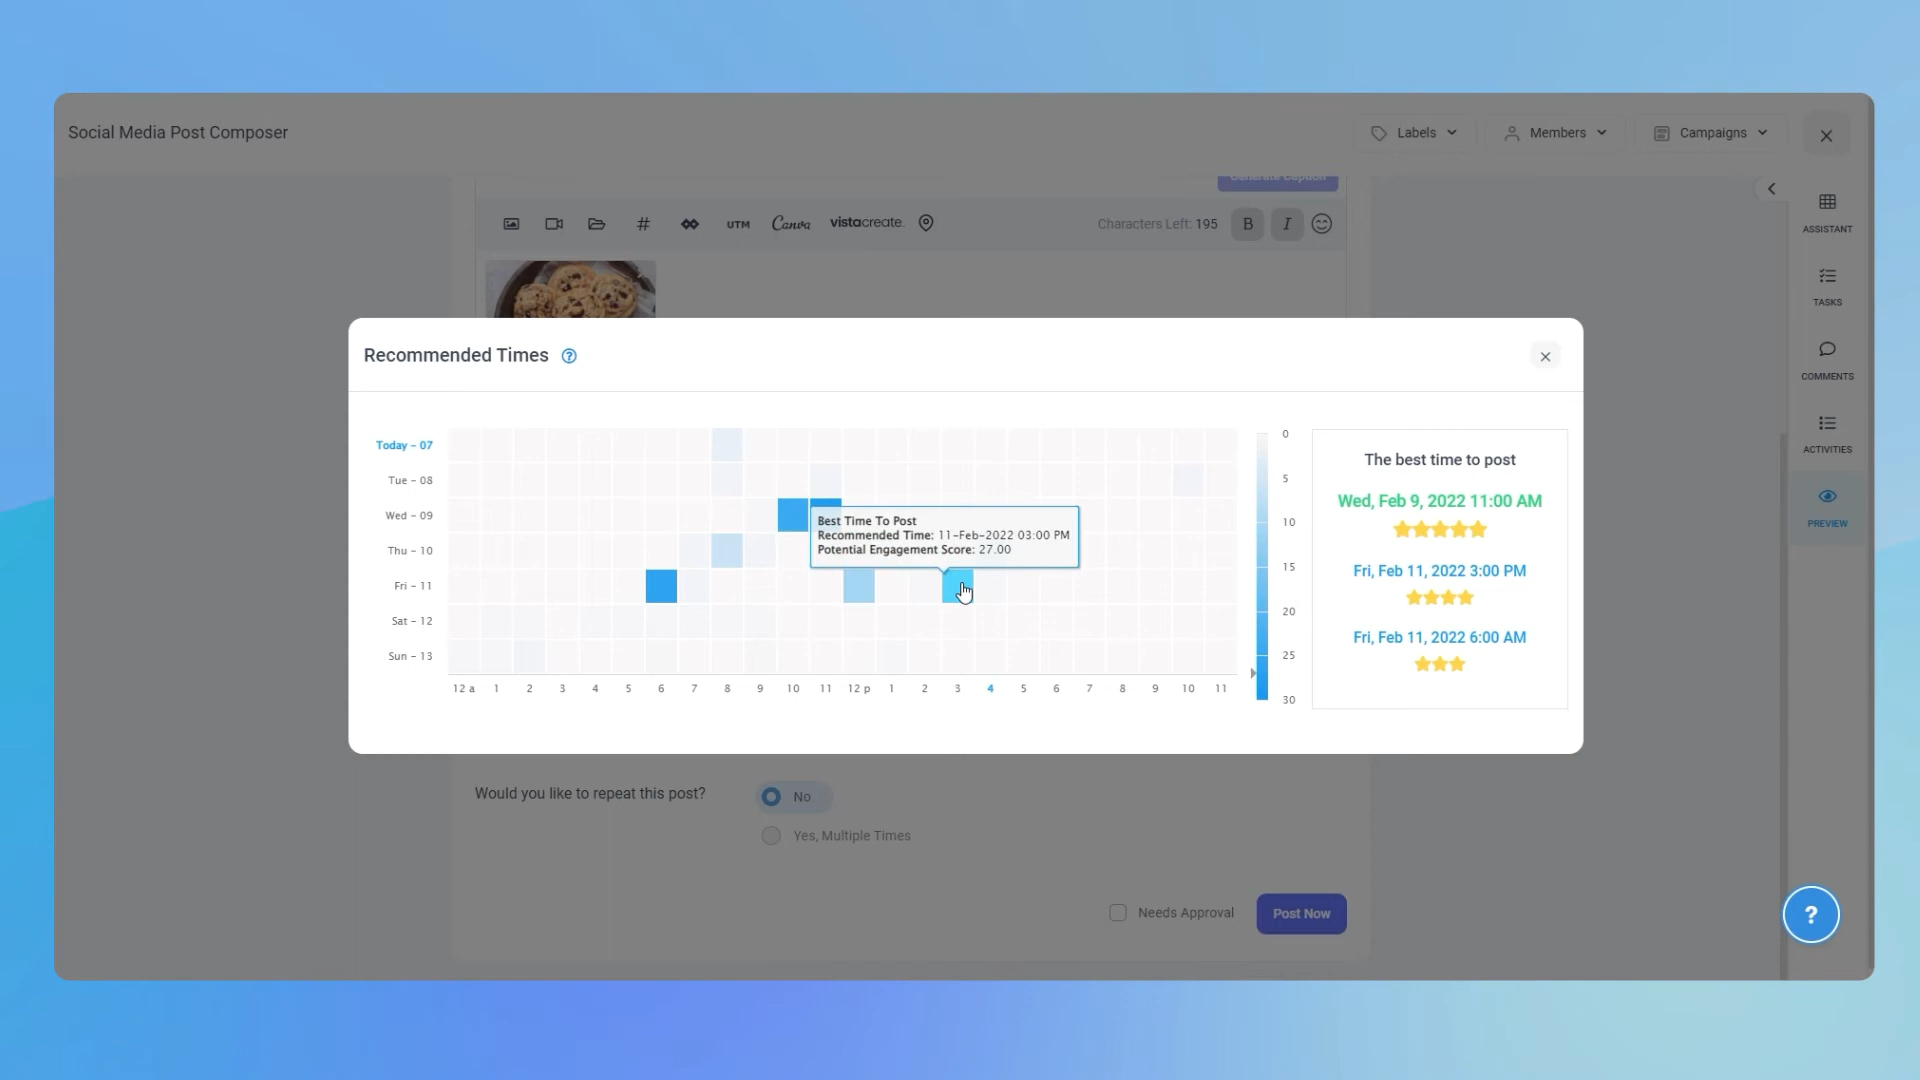 Social Media Post Composer
Labels
Members
Campaigns
Generate Caption
UTM
Canva
vistacreate.
Characters Left: 195
B
I
ASSISTANT
TASKS
COMMENTS
ACTIVITIES
PREVIEW
Recommended Times
Today - 07
Tue - 08
Wed - 09
Thu - 10
Fri - 11
Sat - 12
Sun - 13
12 a 1 2 3 4 5 6 7 8 9 10 11 12 p 1 2 3 4 5 6 7 8 9 10 11
Best Time To Post
Recommended Time: 11-Feb-2022 03:00 PM
Potential Engagement Score: 27.00
0
5
10
15
20
25
30
The best time to post
Wed, Feb 9, 2022 11:00 AM
Fri, Feb 11, 2022 3:00 PM
Fri, Feb 11, 2022 6:00 AM
Would you like to repeat this post?
No
Yes, Multiple Times
Needs Approval
Post Now
?